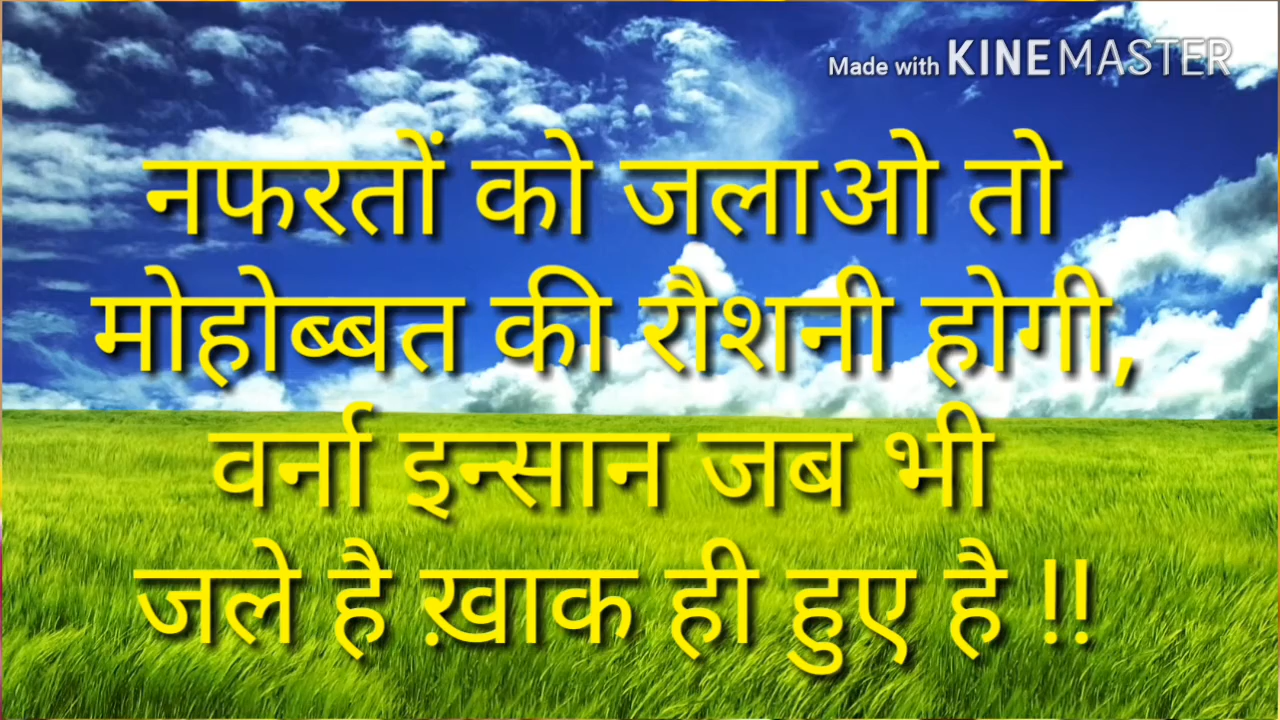 Made with KINEMASTER
नफरतों को जलाओ तो
मोहोब्बत की रौशनी होगी,
वर्ना इन्सान जब भी
जले है ख़ाक ही हुए है !!